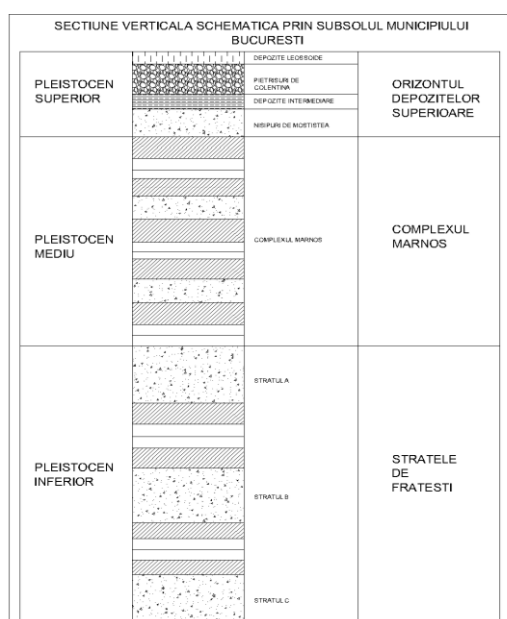 SECTIUNE VERTICALA SCHEMATICA PRIN SUBSOLUL MUNICIPIULUI
BUCURESTI
PLEISTOCEN
SUPERIOR
DEPOZITE LEOSSOIDE
PIETRISURI DE
COLENTINA
DEPOZITE INTERMEDIARE
NISIPURI DE MOSTISTEA
ORIZONTUL
DEPOZITELOR
SUPERIOARE
PLEISTOCEN
MEDIU
COMPLEXUL MARNOS
COMPLEXUL
MARNOS
PLEISTOCEN
INFERIOR
STRATUL A
STRATUL B
STRATUL C
STRATELE
DE
FRATESTI